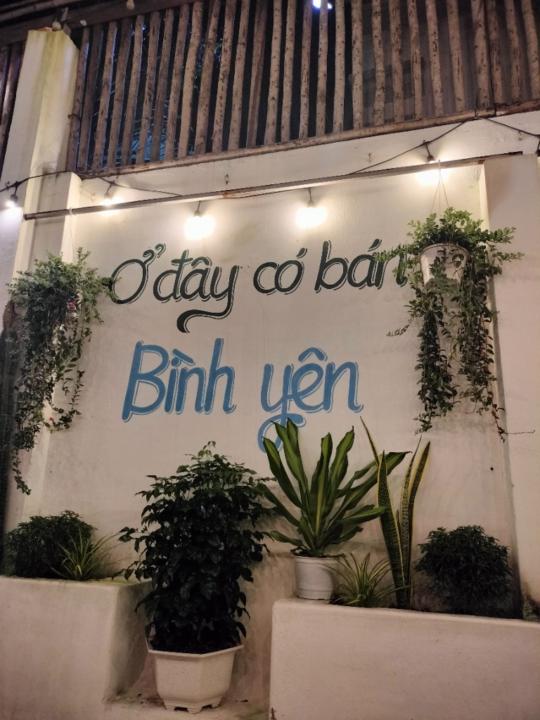 Ở đây có bán
Bình yên